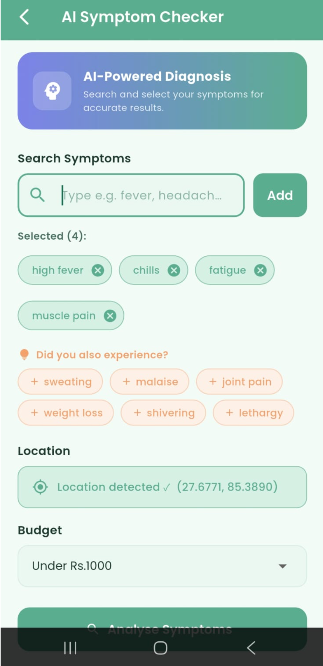 AI Symptom Checker
AI-Powered Diagnosis
Search and select your symptoms for
accurate results.
Search Symptoms
Type e.g. fever, headach...
Add
Selected (4):
high fever
chills
fatigue
muscle pain
Did you also experience?
+ sweating
+ malaise
+ joint pain
+ weight loss
+ shivering
+ lethargy
Location
Location detected ✓ (27.6771, 85.3890)
Budget
Under Rs.1000
Analyse Symptoms